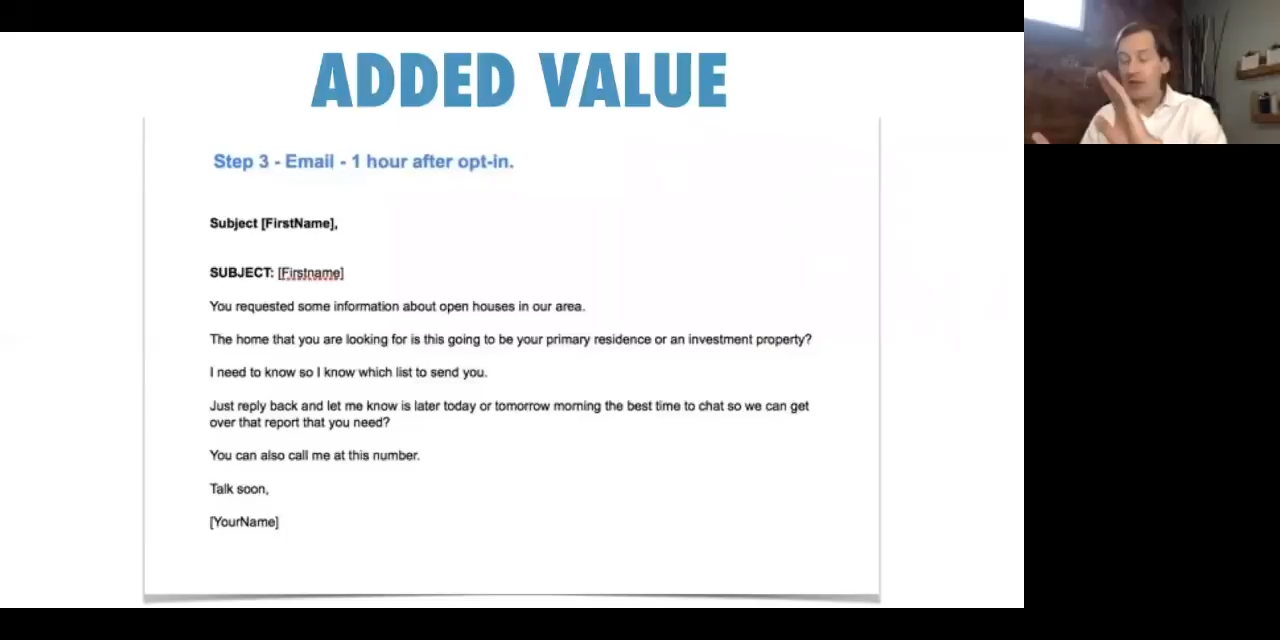 ADDED VALUE
Step 3 - Email - 1 hour after opt-in.
Subject [FirstName],
SUBJECT: [Firstname]
You requested some information about open houses in our area.
The home that you are looking for is this going to be your primary residence or an investment property?
I need to know so I know which list to send you.
Just reply back and let me know is later today or tomorrow morning the best time to chat so we can get
over that report that you need?
You can also call me at this number.
Talk soon,
[YourName]